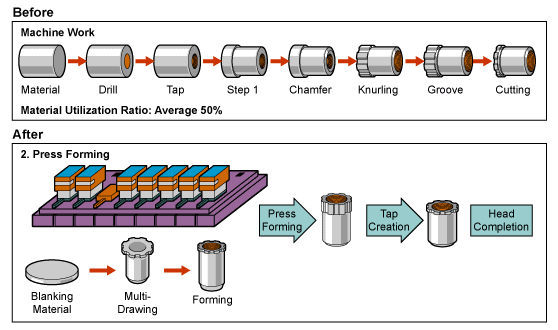 Before
Machine Work
Material Drill Tap Step 1 Chamfer Knurling Groove Cutting
Material Utilization Ratio: Average 50%
After
2. Press Forming
Press
Forming
Tap
Creation
Head
Completion
Blanking
Material
Multi-
Drawing
Forming